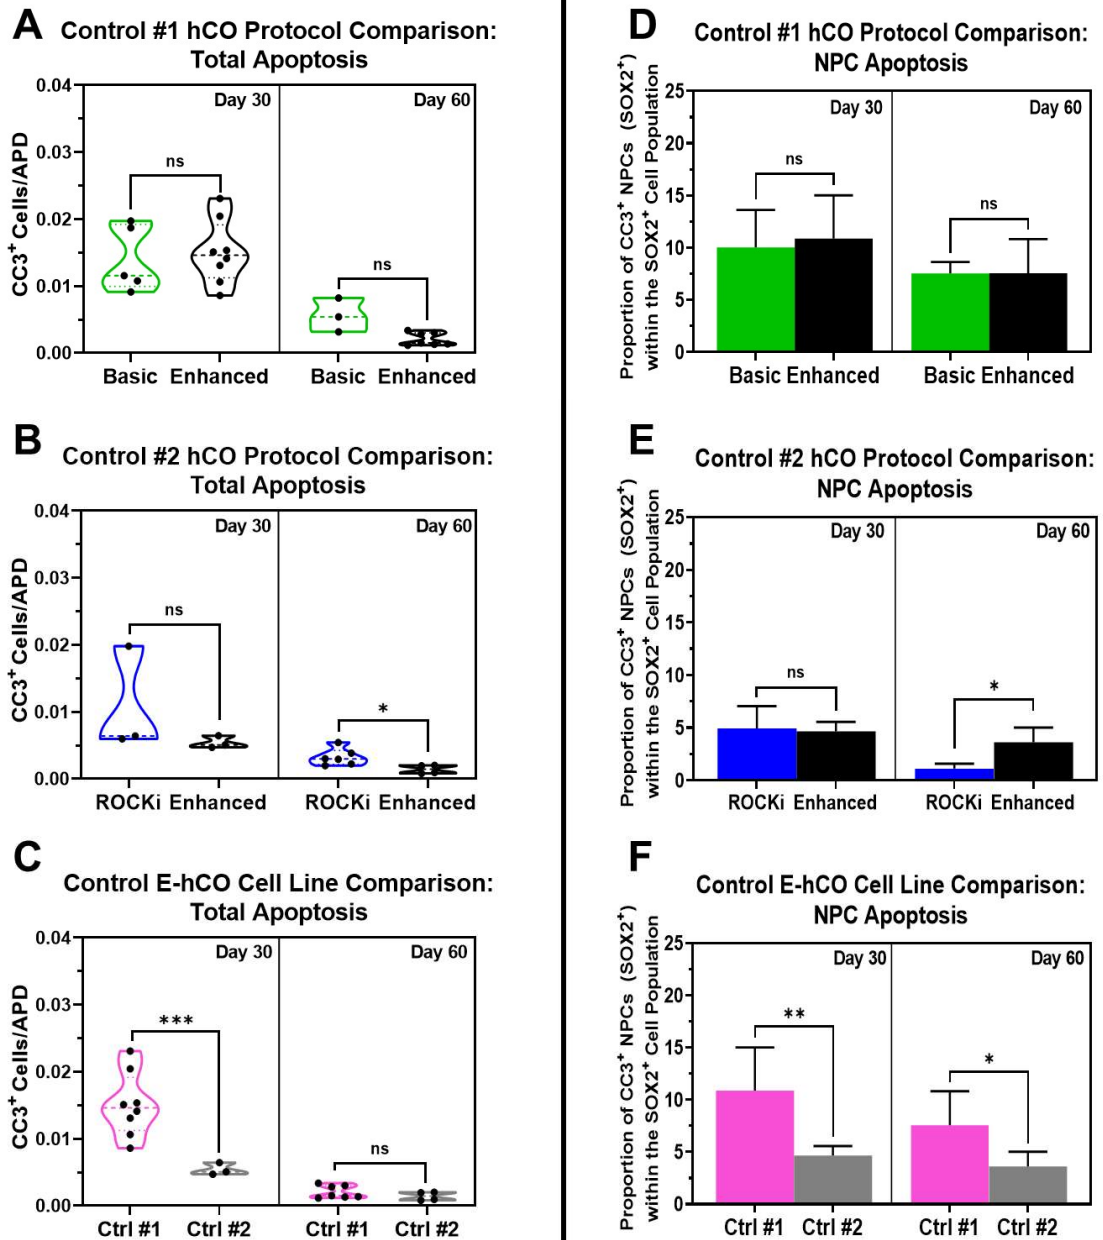 A
Control #1 hCO Protocol Comparison:
Total Apoptosis
CC3+ Cells/APD
0.04
0.03
0.02
0.01
0.00
Day 30
Day 60
ns
ns
Basic Enhanced
Basic Enhanced
B
Control #2 hCO Protocol Comparison:
Total Apoptosis
CC3+ Cells/APD
0.04
0.03
0.02
0.01
0.00
Day 30
Day 60
ns
*
ROCKi Enhanced
ROCKi Enhanced
C
Control E-hCO Cell Line Comparison:
Total Apoptosis
CC3+ Cells/APD
0.04
0.03
0.02
0.01
0.00
Day 30
Day 60
***
ns
Ctrl #1 Ctrl #2
Ctrl #1 Ctrl #2
D
Control #1 hCO Protocol Comparison:
NPC Apoptosis
Proportion of CC3+ NPCs (SOX2+)
within the SOX2+ Cell Population
25
20
15
10
5
0
Day 30
Day 60
ns
ns
Basic Enhanced
Basic Enhanced
E
Control #2 hCO Protocol Comparison:
NPC Apoptosis
Proportion of CC3+ NPCs (SOX2+)
within the SOX2+ Cell Population
25
20
15
10
5
0
Day 30
Day 60
ns
*
ROCKi Enhanced
ROCKi Enhanced
F
Control E-hCO Cell Line Comparison:
NPC Apoptosis
Proportion of CC3+ NPCs (SOX2+)
within the SOX2+ Cell Population
25
20
15
10
5
0
Day 30
Day 60
**
*
Ctrl #1 Ctrl #2
Ctrl #1 Ctrl #2